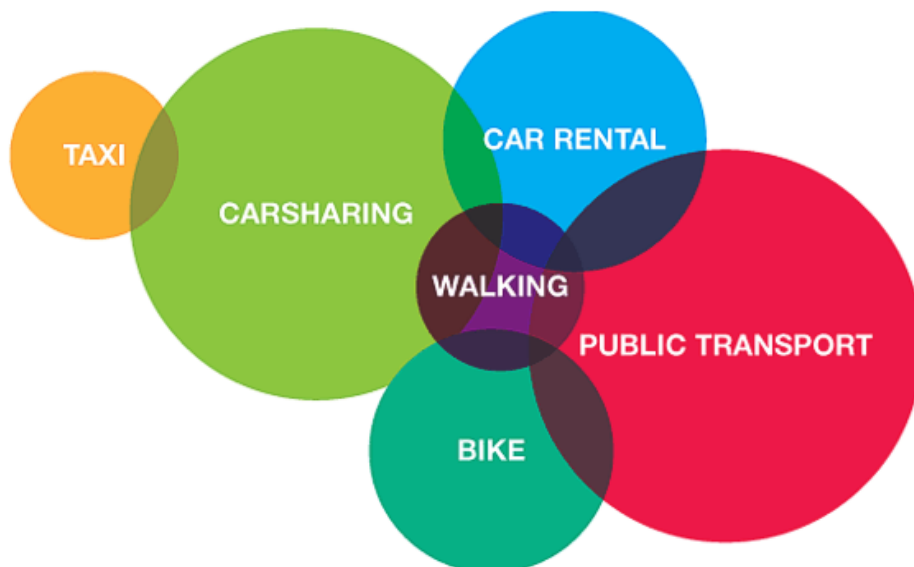 TAXI
CAR RENTAL
CARSHARING
WALKING
PUBLIC TRANSPORT
BIKE